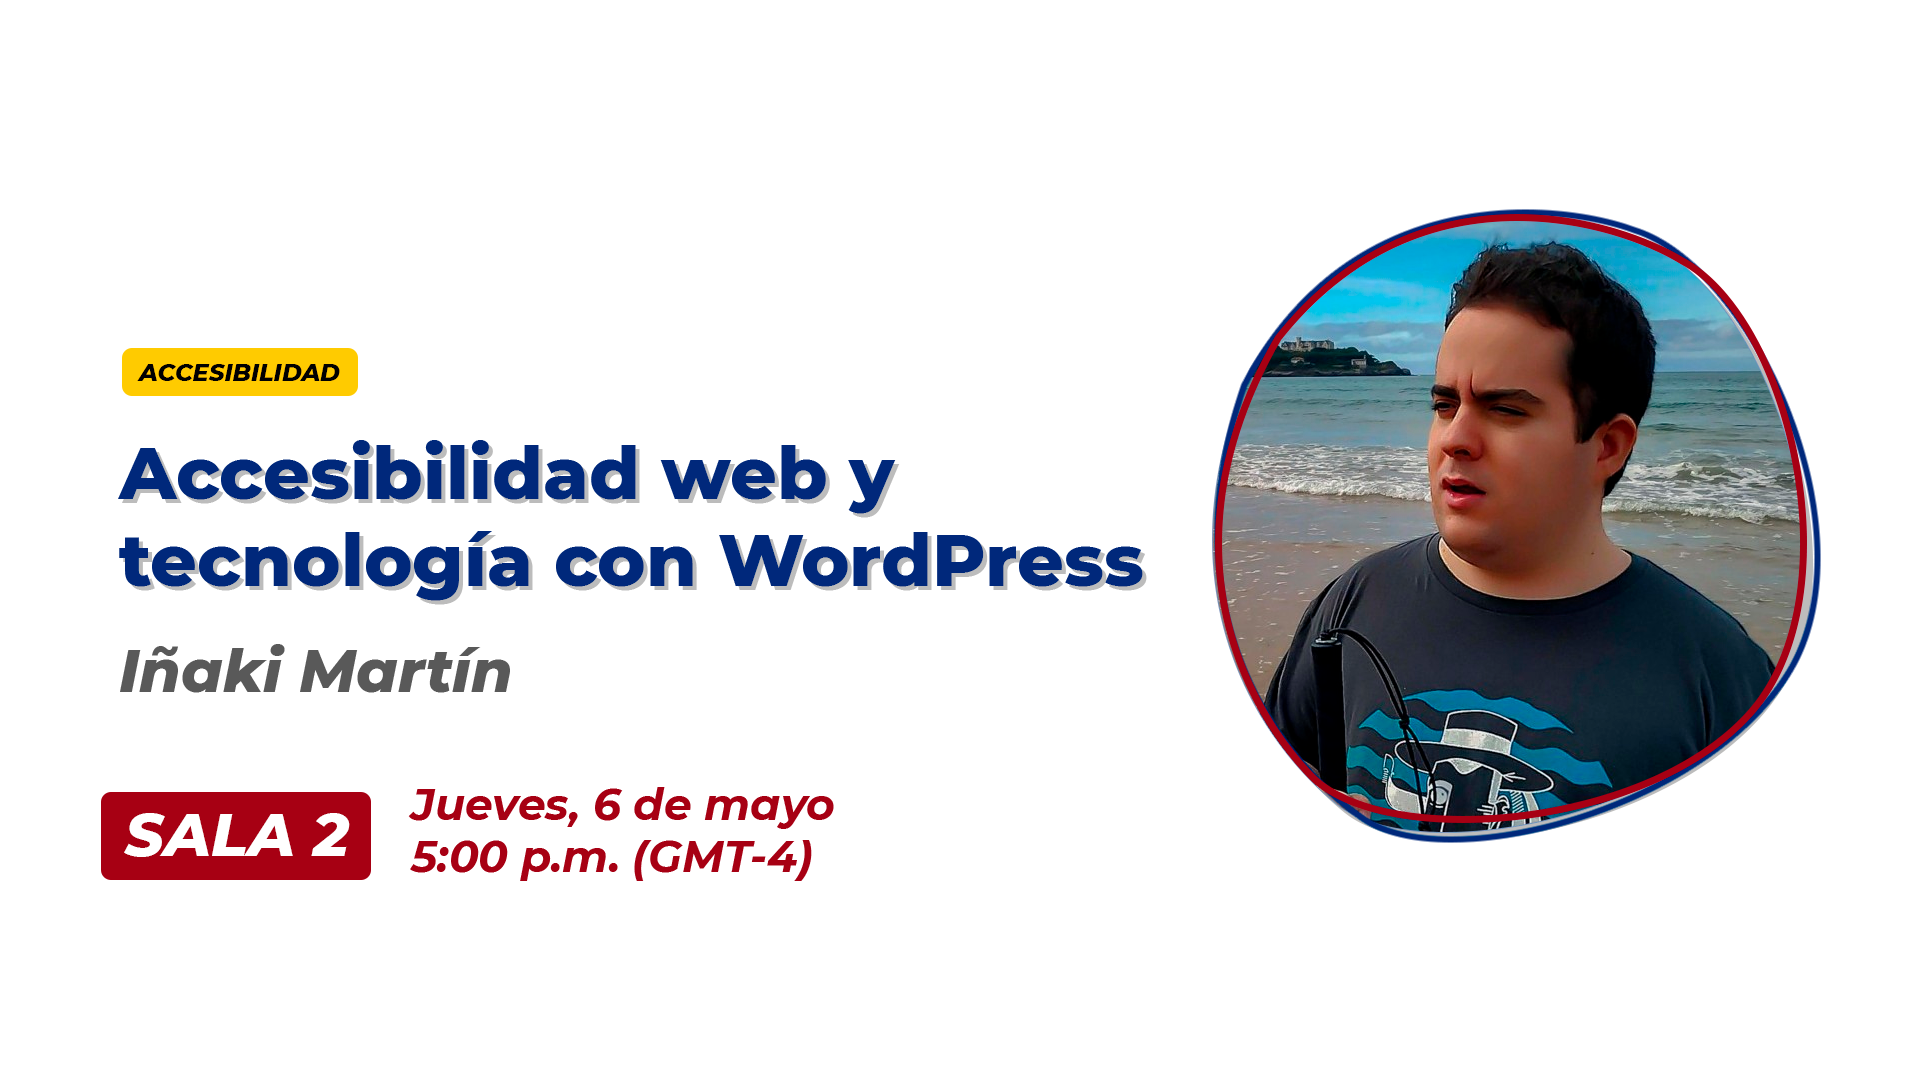 ACCESIBILIDAD
Accesibilidad web y
tecnología con WordPress
Iñaki Martín
SALA 2
Jueves, 6 de mayo
5:00 p.m. (GMT-4)